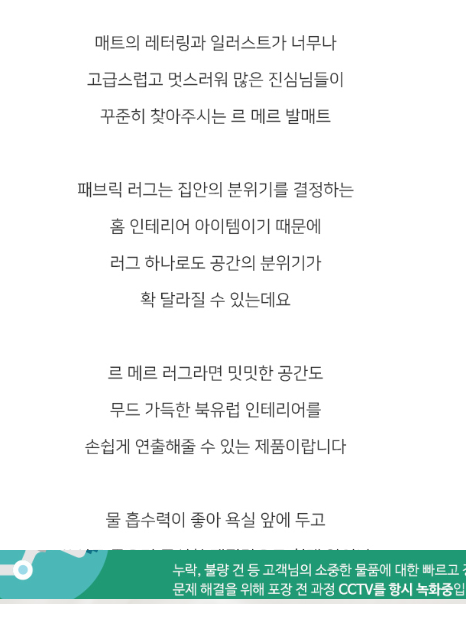 매트의 레터링과 일러스트가 너무나
고급스럽고 멋스러워 많은 진심님들이
꾸준히 찾아주시는 르 메르 발매트
패브릭 러그는 집안의 분위기를 결정하는
홈 인테리어 아이템이기 때문에
러그 하나로도 공간의 분위기가
확 달라질 수 있는데요
르 메르 러그라면 밋밋한 공간도
무드 가득한 북유럽 인테리어를
손쉽게 연출해줄 수 있는 제품이랍니다
물 흡수력이 좋아 욕실 앞에 두고
누락, 불량 건 등 고객님의 소중한 물품에 대한 빠르고
문제 해결을 위해 포장 전 과정 CCTV를 항시 녹화중입